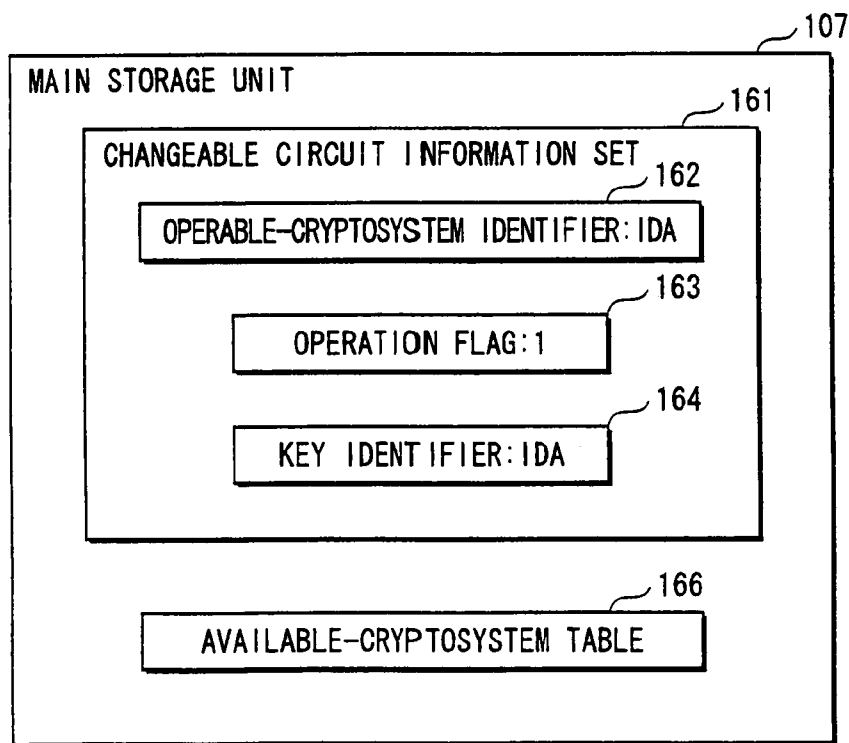 107
MAIN STORAGE UNIT
161
CHANGEABLE CIRCUIT INFORMATION SET
162
OPERABLE-CRYPTOSYSTEM IDENTIFIER:IDA
163
OPERATION FLAG:1
164
KEY IDENTIFIER:IDA
166
AVAILABLE-CRYPTOSYSTEM TABLE